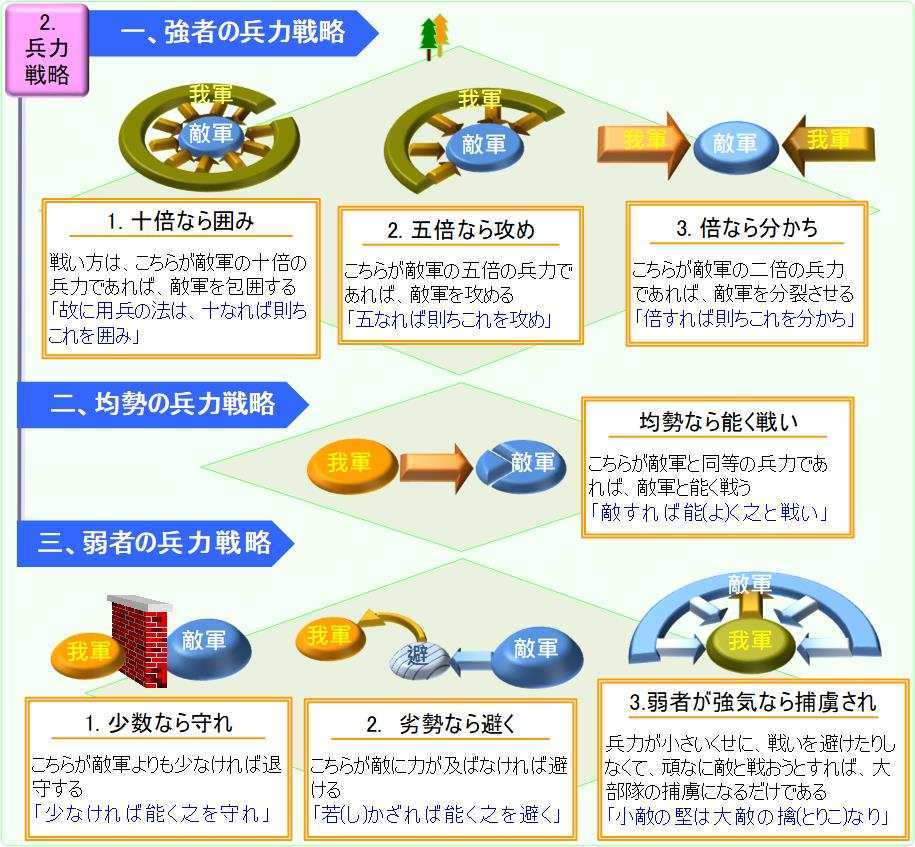 2.
兵力
戦略
一、強者の兵力戦略
我軍
敵軍
我軍
敵軍
我軍
敵軍
我軍
1. 十倍なら囲み
戦い方は、こちらが敵軍の十倍の
兵力であれば、敵軍を包囲する
「故に用兵の法は、十なれば則ち
これを囲み」
2. 五倍なら攻め
こちらが敵軍の五倍の兵力で
あれば、敵軍を攻める
「五なれば則ちこれを攻め」
3. 倍なら分かち
こちらが敵軍の二倍の兵力
であれば、敵軍を分裂させる
「倍すれば則ちこれを分かち」
二、均勢の兵力戦略
我軍
敵軍
均勢なら能く戦い
こちらが敵軍と同等の兵力であ
れば、敵軍と能く戦う
「敵すれば能(よ)く之と戦い」
三、弱者の兵力戦略
我軍
敵軍
我軍
避
敵軍
敵軍
我軍
1. 少数なら守れ
こちらが敵軍よりも少なければ退
守する
「少なければ能く之を守れ」
2. 劣勢なら避く
こちらが敵に力が及ばなければ避
ける
「若(し)かざれば能く之を避く」
3.弱者が強気なら捕虜され
兵力が小さいくせに、戦いを避けたりし
なくて、頑なに敵と戦おうとすれば、大
部隊の捕虜になるだけである
「小敵の堅は大敵の擒(とりこ)なり」